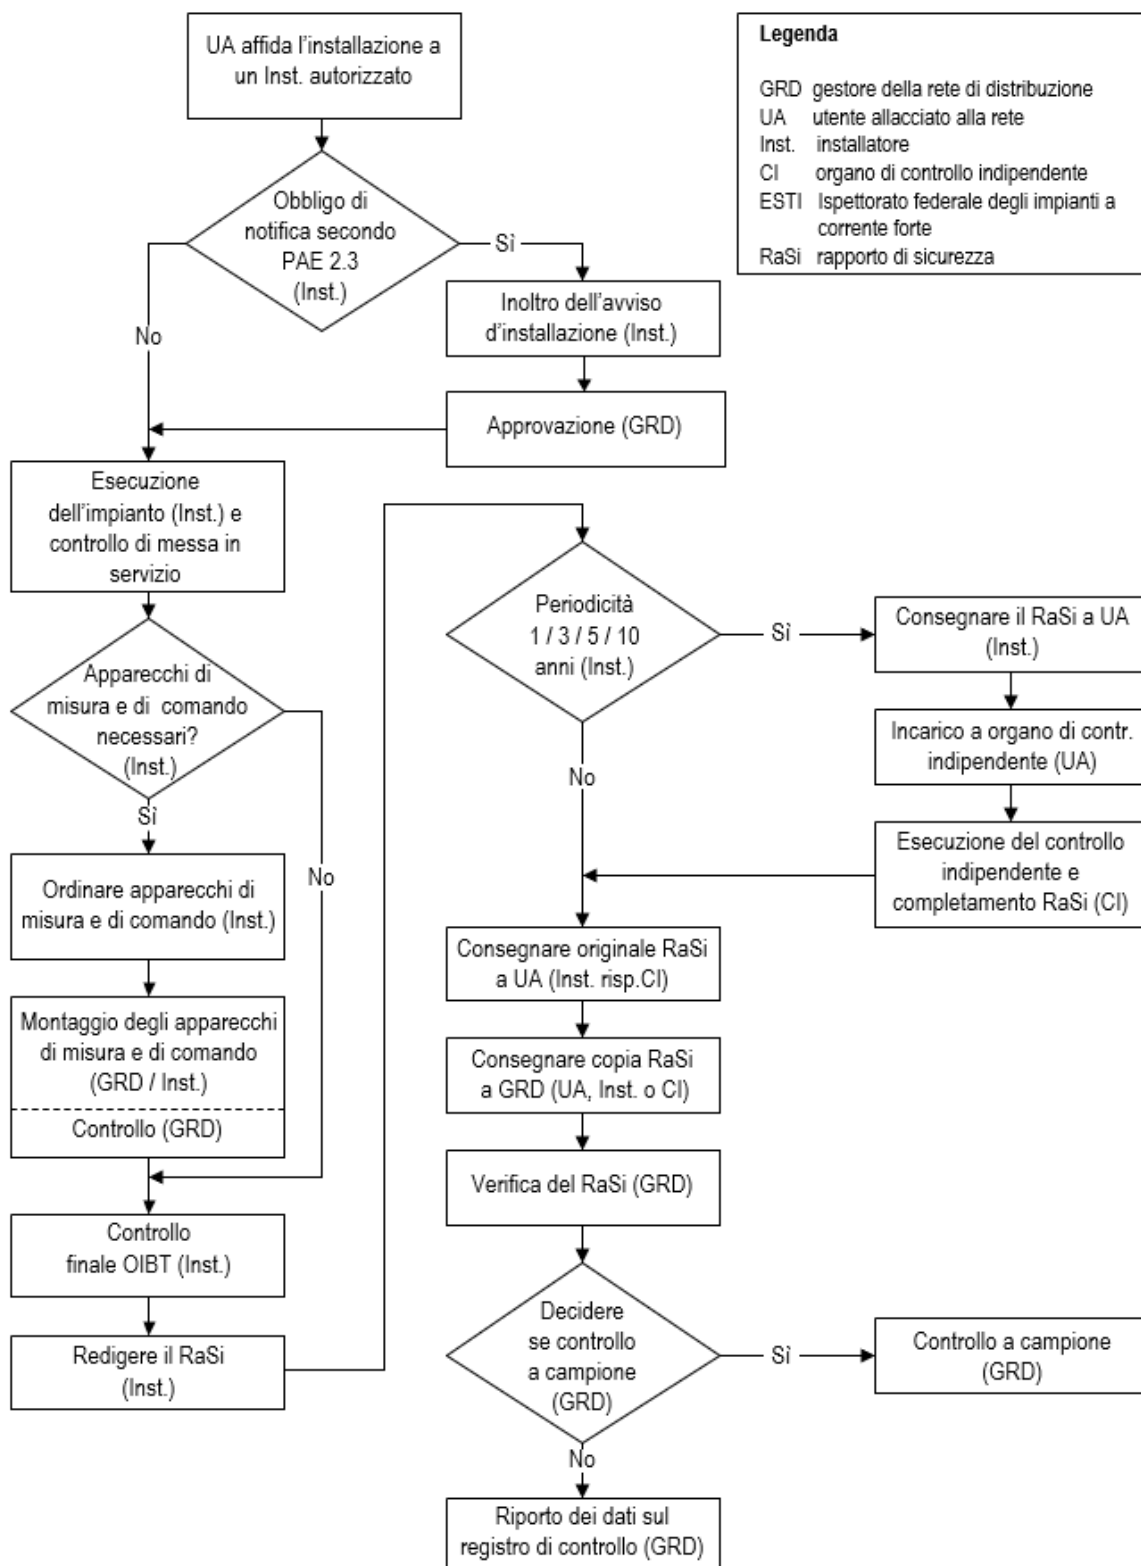 UA affida l'installazione a
un Inst. autorizzato
Legenda
GRD gestore della rete di distribuzione
UA utente allacciato alla rete
Inst. installatore
CI organo di controllo indipendente
ESTI Ispettorato federale degli impianti a
corrente forte
RaSi rapporto di sicurezza
Obbligo di
notifica secondo
PAE 2.3
(Inst.)
Sì
No
Inoltro dell'avviso
d'installazione (Inst.)
Approvazione (GRD)
Esecuzione
dell'impianto (Inst.) e
controllo di messa in
servizio
Apparecchi di
misura e di comando
necessari?
(Inst.)
Sì
No
Ordinare apparecchi di
misura e di comando (Inst.)
Montaggio degli apparecchi
di misura e di comando
(GRD / Inst.)
Controllo (GRD)
Controllo
finale OIBT (Inst.)
Redigere il RaSi
(Inst.)
Periodicità
1 / 3 / 5 / 10
anni (Inst.)
Sì
No
Consegnare il RaSi a UA
(Inst.)
Incarico a organo di contr.
indipendente (UA)
Esecuzione del controllo
indipendente e
completamento RaSi (CI)
Consegnare originale RaSi
a UA (Inst. risp.CI)
Consegnare copia RaSi
a GRD (UA, Inst. o CI)
Verifica del RaSi (GRD)
Decidere
se controllo
a campione
(GRD)
Sì
No
Controllo a campione
(GRD)
Riporto dei dati sul
registro di controllo (GRD)